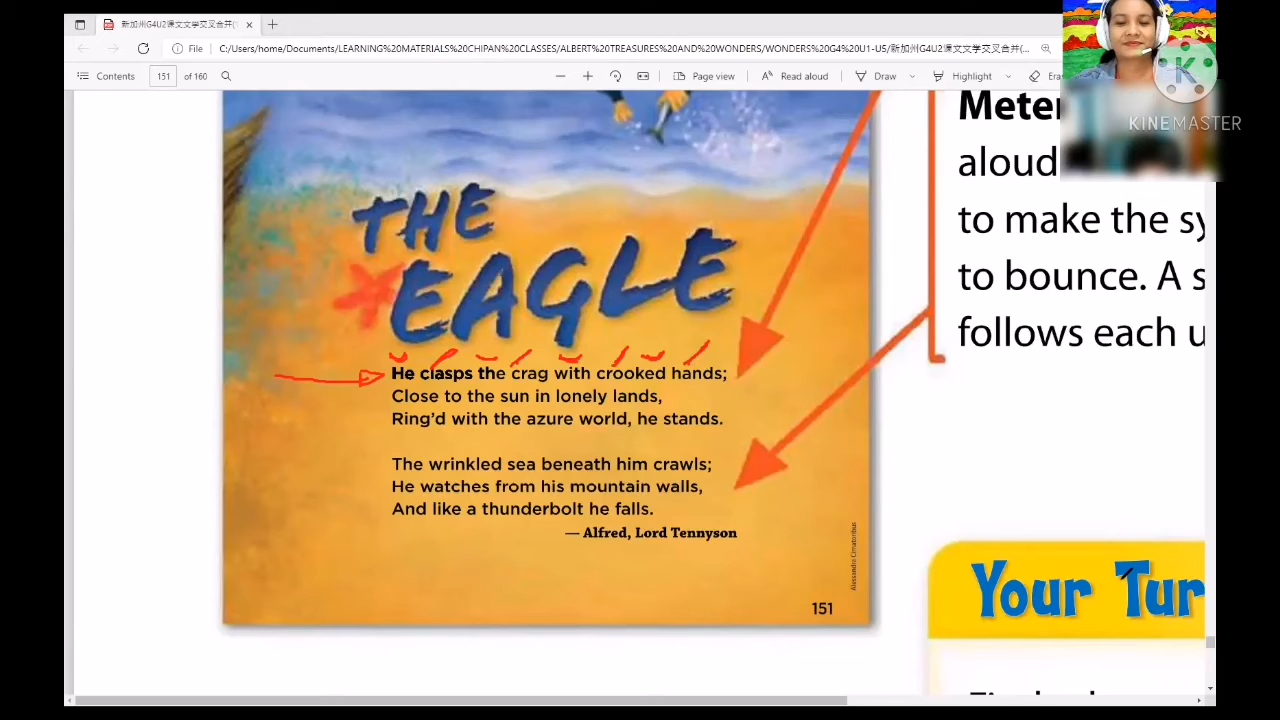 新加州G4U2课文文学交叉合并(
File
C:/Users/home/Documents/LEARNING%20MATERIALS%20CHIPAIN%20CLASSES/ALBERT%20TREASURES%20AND%20WONDERS/WONDERS%20G4%20U1-U5/新加州G4U2课文文学交叉合并(...
Contents
151
of 160
Page view
Read aloud
Draw
Highlight
KINEMASTER
Meter
aloud
to make the sy
to bounce. A s
follows each u
THE
EAGLE
He clasps the crag with crooked hands;
Close to the sun in lonely lands,
Ring’d with the azure world, he stands.
The wrinkled sea beneath him crawls;
He watches from his mountain walls,
And like a thunderbolt he falls.
— Alfred, Lord Tennyson
Alessandra Cimatoribus
151
Your Tur